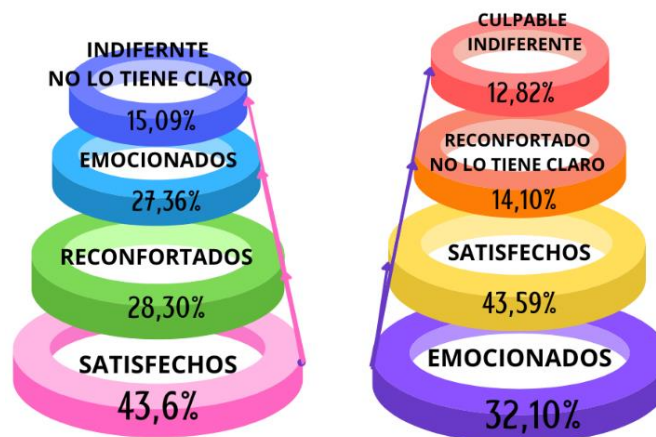 INDIFERNTE
NO LO TIENE CLARO
15,09%
EMOCIONADOS
27,36%
RECONFORTADOS
28,30%
SATISFECHOS
43,6%
CULPABLE
INDIFERENTE
12,82%
RECONFORTADO
NO LO TIENE CLARO
14,10%
SATISFECHOS
43,59%
EMOCIONADOS
32,10%